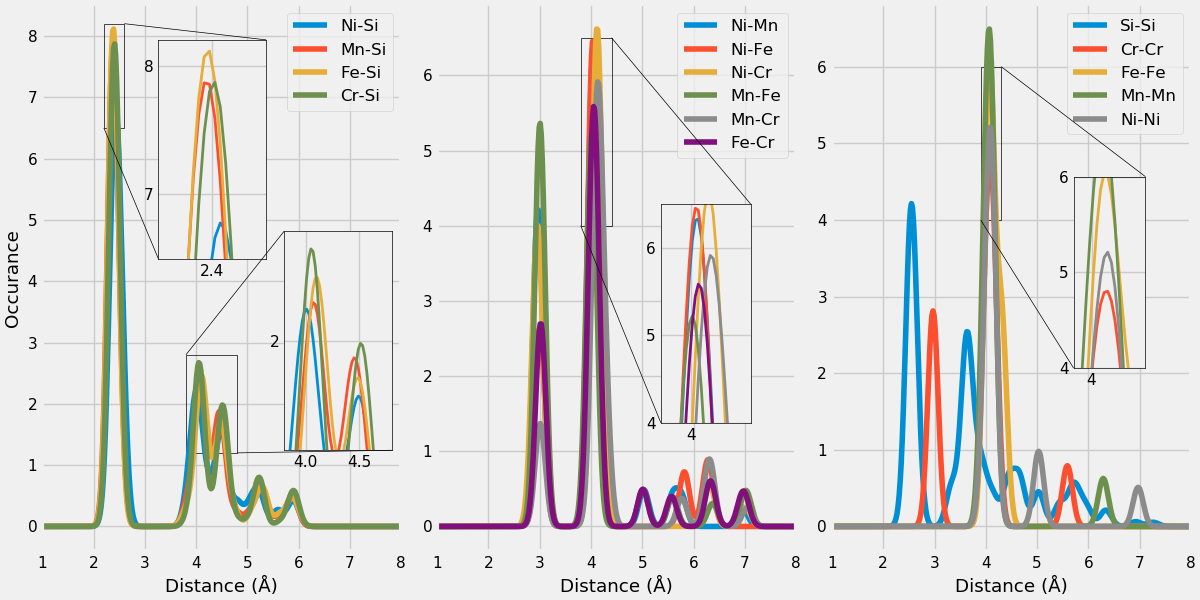 Occurance
8
7
6
5
4
3
2
1
0
1 2 3 4 5 6 7 8
Distance (Å)
Ni-Si
Mn-Si
Fe-Si
Cr-Si
8
7
2.4
2
4.0 4.5
6
5
4
3
2
1
0
1 2 3 4 5 6 7 8
Distance (Å)
Ni-Mn
Ni-Fe
Ni-Cr
Mn-Fe
Mn-Cr
Fe-Cr
6
5
4
4
6
5
4
3
2
1
0
1 2 3 4 5 6 7 8
Distance (Å)
Si-Si
Cr-Cr
Fe-Fe
Mn-Mn
Ni-Ni
6
5
4
4